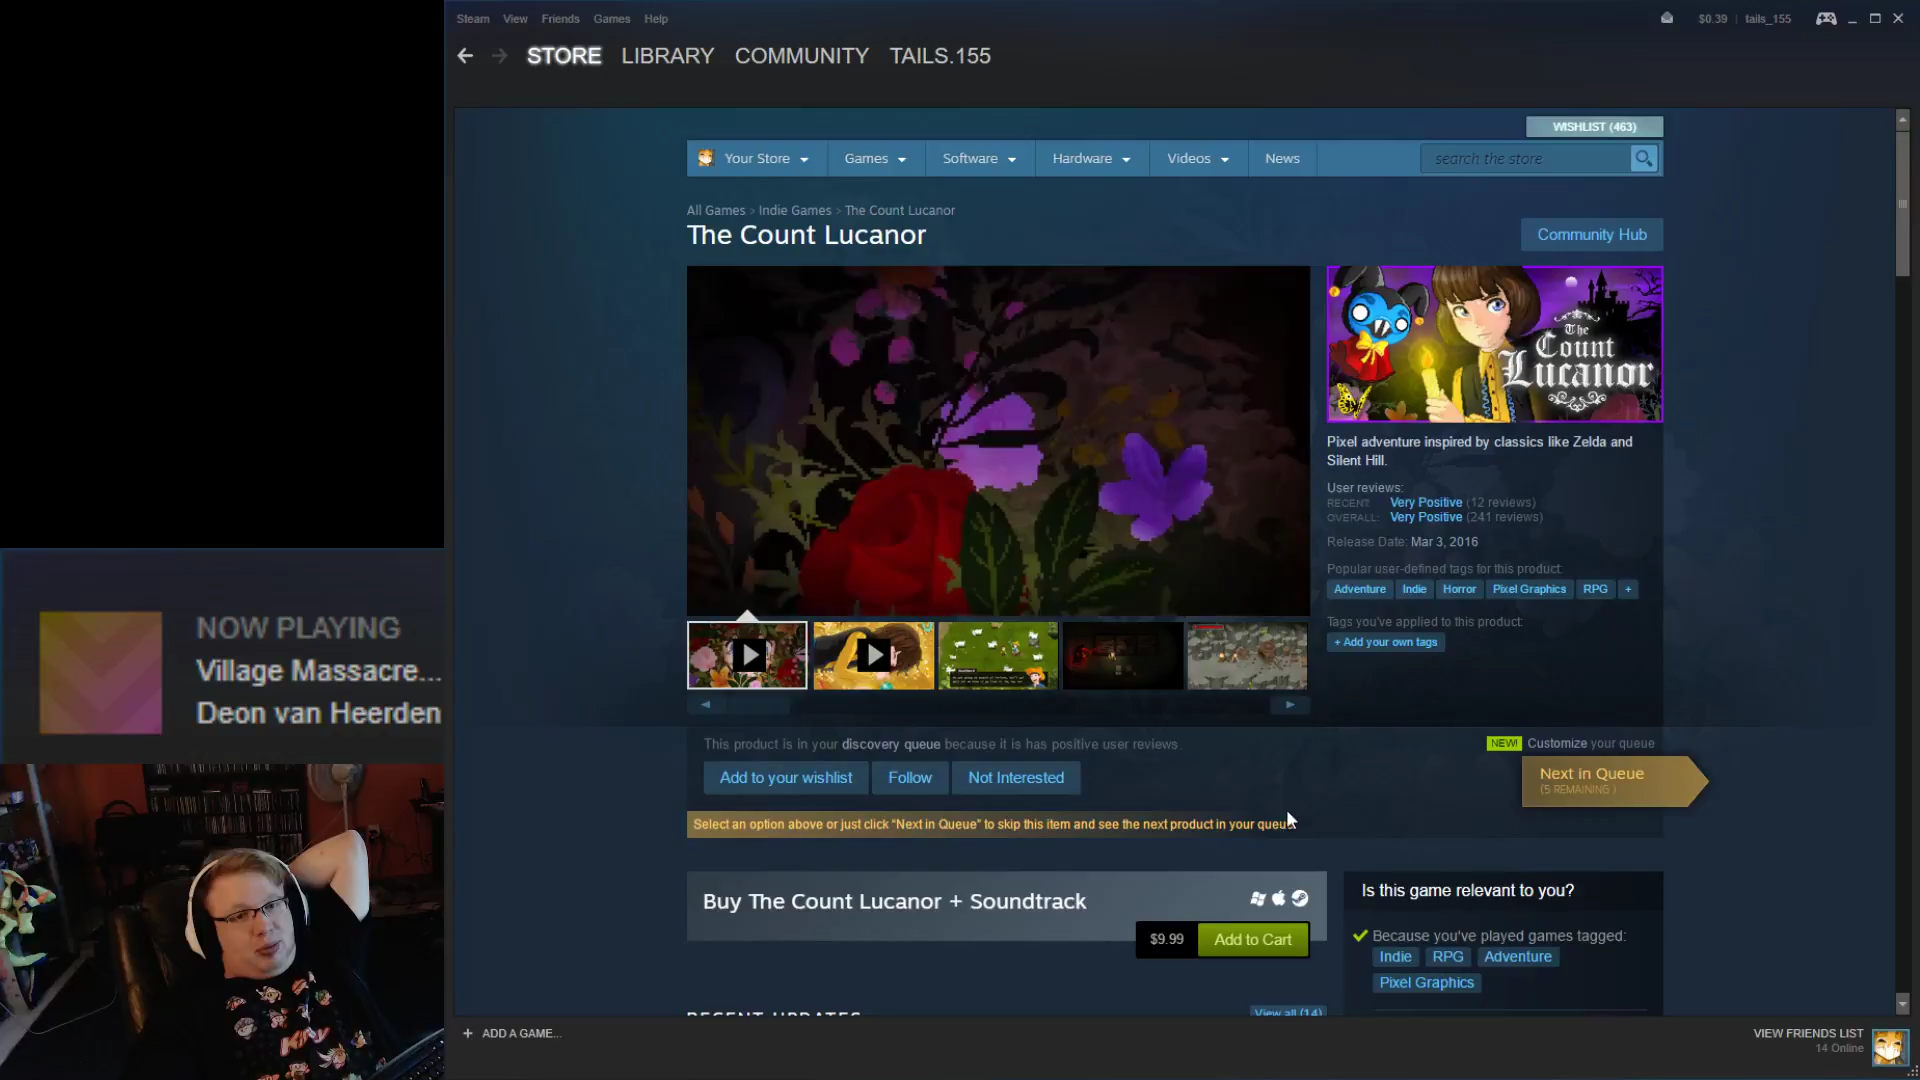 Steam View Friends Games Help
$0.39 | tails_155
STORE LIBRARY COMMUNITY TAILS.155
WISHLIST (463)
Your Store Games Software Hardware Videos News
search the store
All Games > Indie Games > The Count Lucanor
The Count Lucanor
Community Hub
The
Count
Lucanor
Pixel adventure inspired by classics like Zelda and
Silent Hill.
User reviews:
RECENT: Very Positive (12 reviews)
OVERALL: Very Positive (241 reviews)
Release Date: Mar 3, 2016
Popular user-defined tags for this product:
Adventure Indie Horror Pixel Graphics RPG +
Tags you've applied to this product:
+ Add your own tags
NOW PLAYING
Village Massacre...
Deon van Heerden
This product is in your discovery queue because it is has positive user reviews.
NEW! Customize your queue
Add to your wishlist Follow Not Interested
Next in Queue
(5 REMAINING )
Select an option above or just click "Next in Queue" to skip this item and see the next product in your queue
Buy The Count Lucanor + Soundtrack
$9.99 Add to Cart
Is this game relevant to you?
Because you've played games tagged:
Indie RPG Adventure
Pixel Graphics
RECENT UPDATES
View all (14)
+ ADD A GAME...
VIEW FRIENDS LIST
14 Online